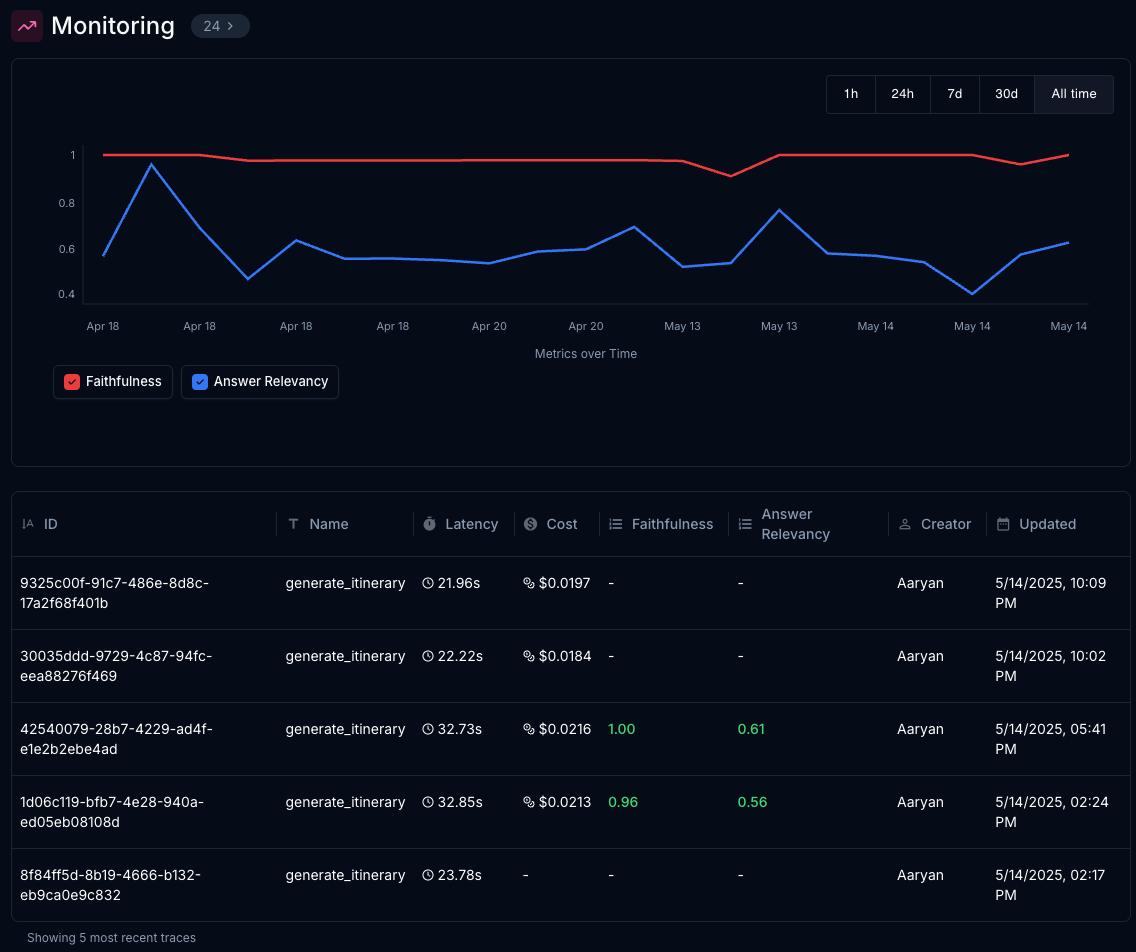 Monitoring
24
1h 24h 7d 30d All time
1
0.8
0.6
0.4
Apr 18 Apr 18 Apr 18 Apr 18 Apr 20 Apr 20 May 13 May 13 May 14 May 14 May 14
Metrics over Time
Faithfulness Answer Relevancy
ID Name Latency Cost Faithfulness Answer Relevancy Creator Updated
9325c00f-91c7-486e-8d8c- generate_itinerary 21.96s $0.0197 - - Aaryan 5/14/2025, 10:09
17a2f68f401b PM
30035ddd-9729-4c87-94fc- generate_itinerary 22.22s $0.0184 - - Aaryan 5/14/2025, 10:02
eea88276f469 PM
42540079-28b7-4229-ad4f- generate_itinerary 32.73s $0.0216 1.00 0.61 Aaryan 5/14/2025, 05:41
e1e2b2ebe4ad PM
1d06c119-bfb7-4e28-940a- generate_itinerary 32.85s $0.0213 0.96 0.56 Aaryan 5/14/2025, 02:24
ed05eb08108d PM
8f84ff5d-8b19-4666-b132- generate_itinerary 23.78s - - - Aaryan 5/14/2025, 02:17
eb9ca0e9c832 PM
Showing 5 most recent traces